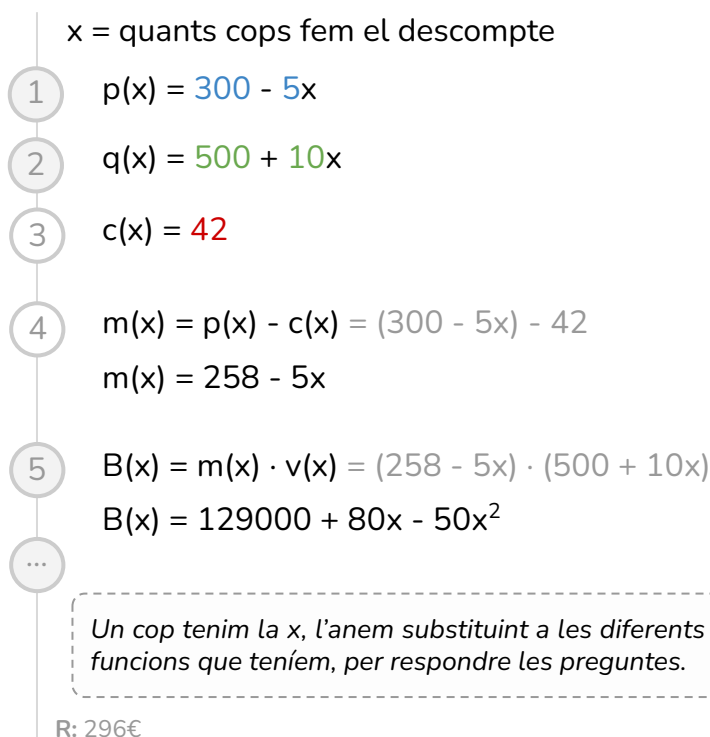 x = quants cops fem el descompte
1 p(x) = 300 - 5x
2 q(x) = 500 + 10x
3 c(x) = 42
4 m(x) = p(x) - c(x) = (300 - 5x) - 42
m(x) = 258 - 5x
5 B(x) = m(x) · v(x) = (258 - 5x) · (500 + 10x)
B(x) = 129000 + 80x - 50x²
...
Un cop tenim la x, l’anem substituint a les diferents
funcions que teníem, per respondre les preguntes.
R: 296€